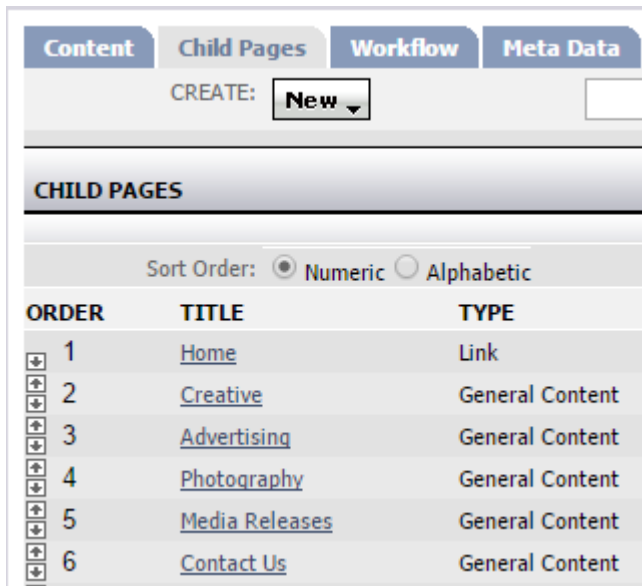 Content Child Pages Workflow Meta Data
CREATE: New
CHILD PAGES
Sort Order: Numeric Alphabetic
ORDER TITLE TYPE
1 Home Link
2 Creative General Content
3 Advertising General Content
4 Photography General Content
5 Media Releases General Content
6 Contact Us General Content